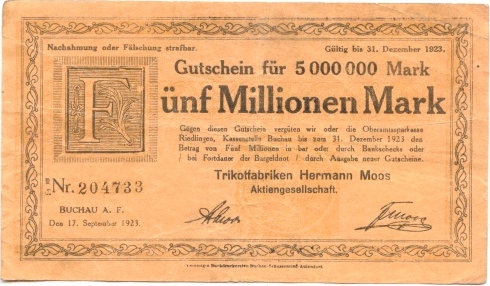 Nachahmung oder Fälschung strafbar. Gültig bis 31. Dezember 1923.
Gutschein für 5 000 000 Mark
Fünf Millionen Mark
Gegen diesen Gutschein vergüten wir oder die Oberamtssparkasse
Riedlingen, Kassenstelle Buchau bis zum 31. Dezember 1923 den
Betrag von Fünf Millionen in bar oder durch Bankschecks oder
/ bei Fortdauer der Bargeldnot / durch Ausgabe neuer Gutscheine.
Trikotfabriken Hermann Moos
Aktiengesellschaft.
Nr. 204733
BUCHAU A. F.
Den 17. September 1923.